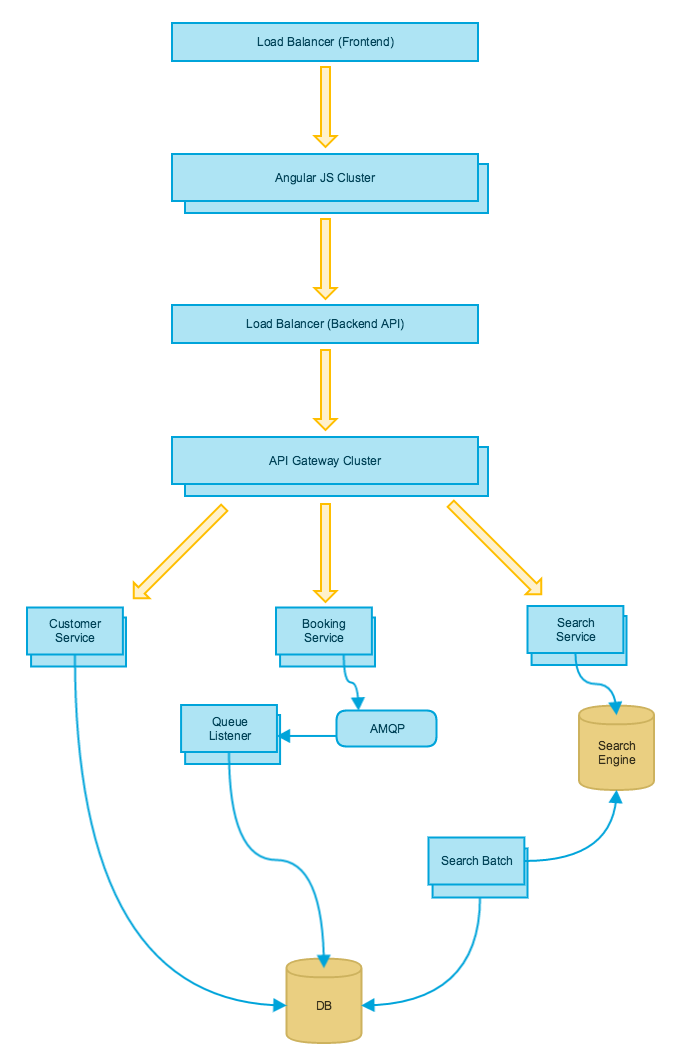 Load Balancer (Frontend)
Angular JS Cluster
Load Balancer (Backend API)
API Gateway Cluster
Customer
Service
Booking
Service
Search
Service
Queue
Listener
AMQP
Search
Engine
Search Batch
DB